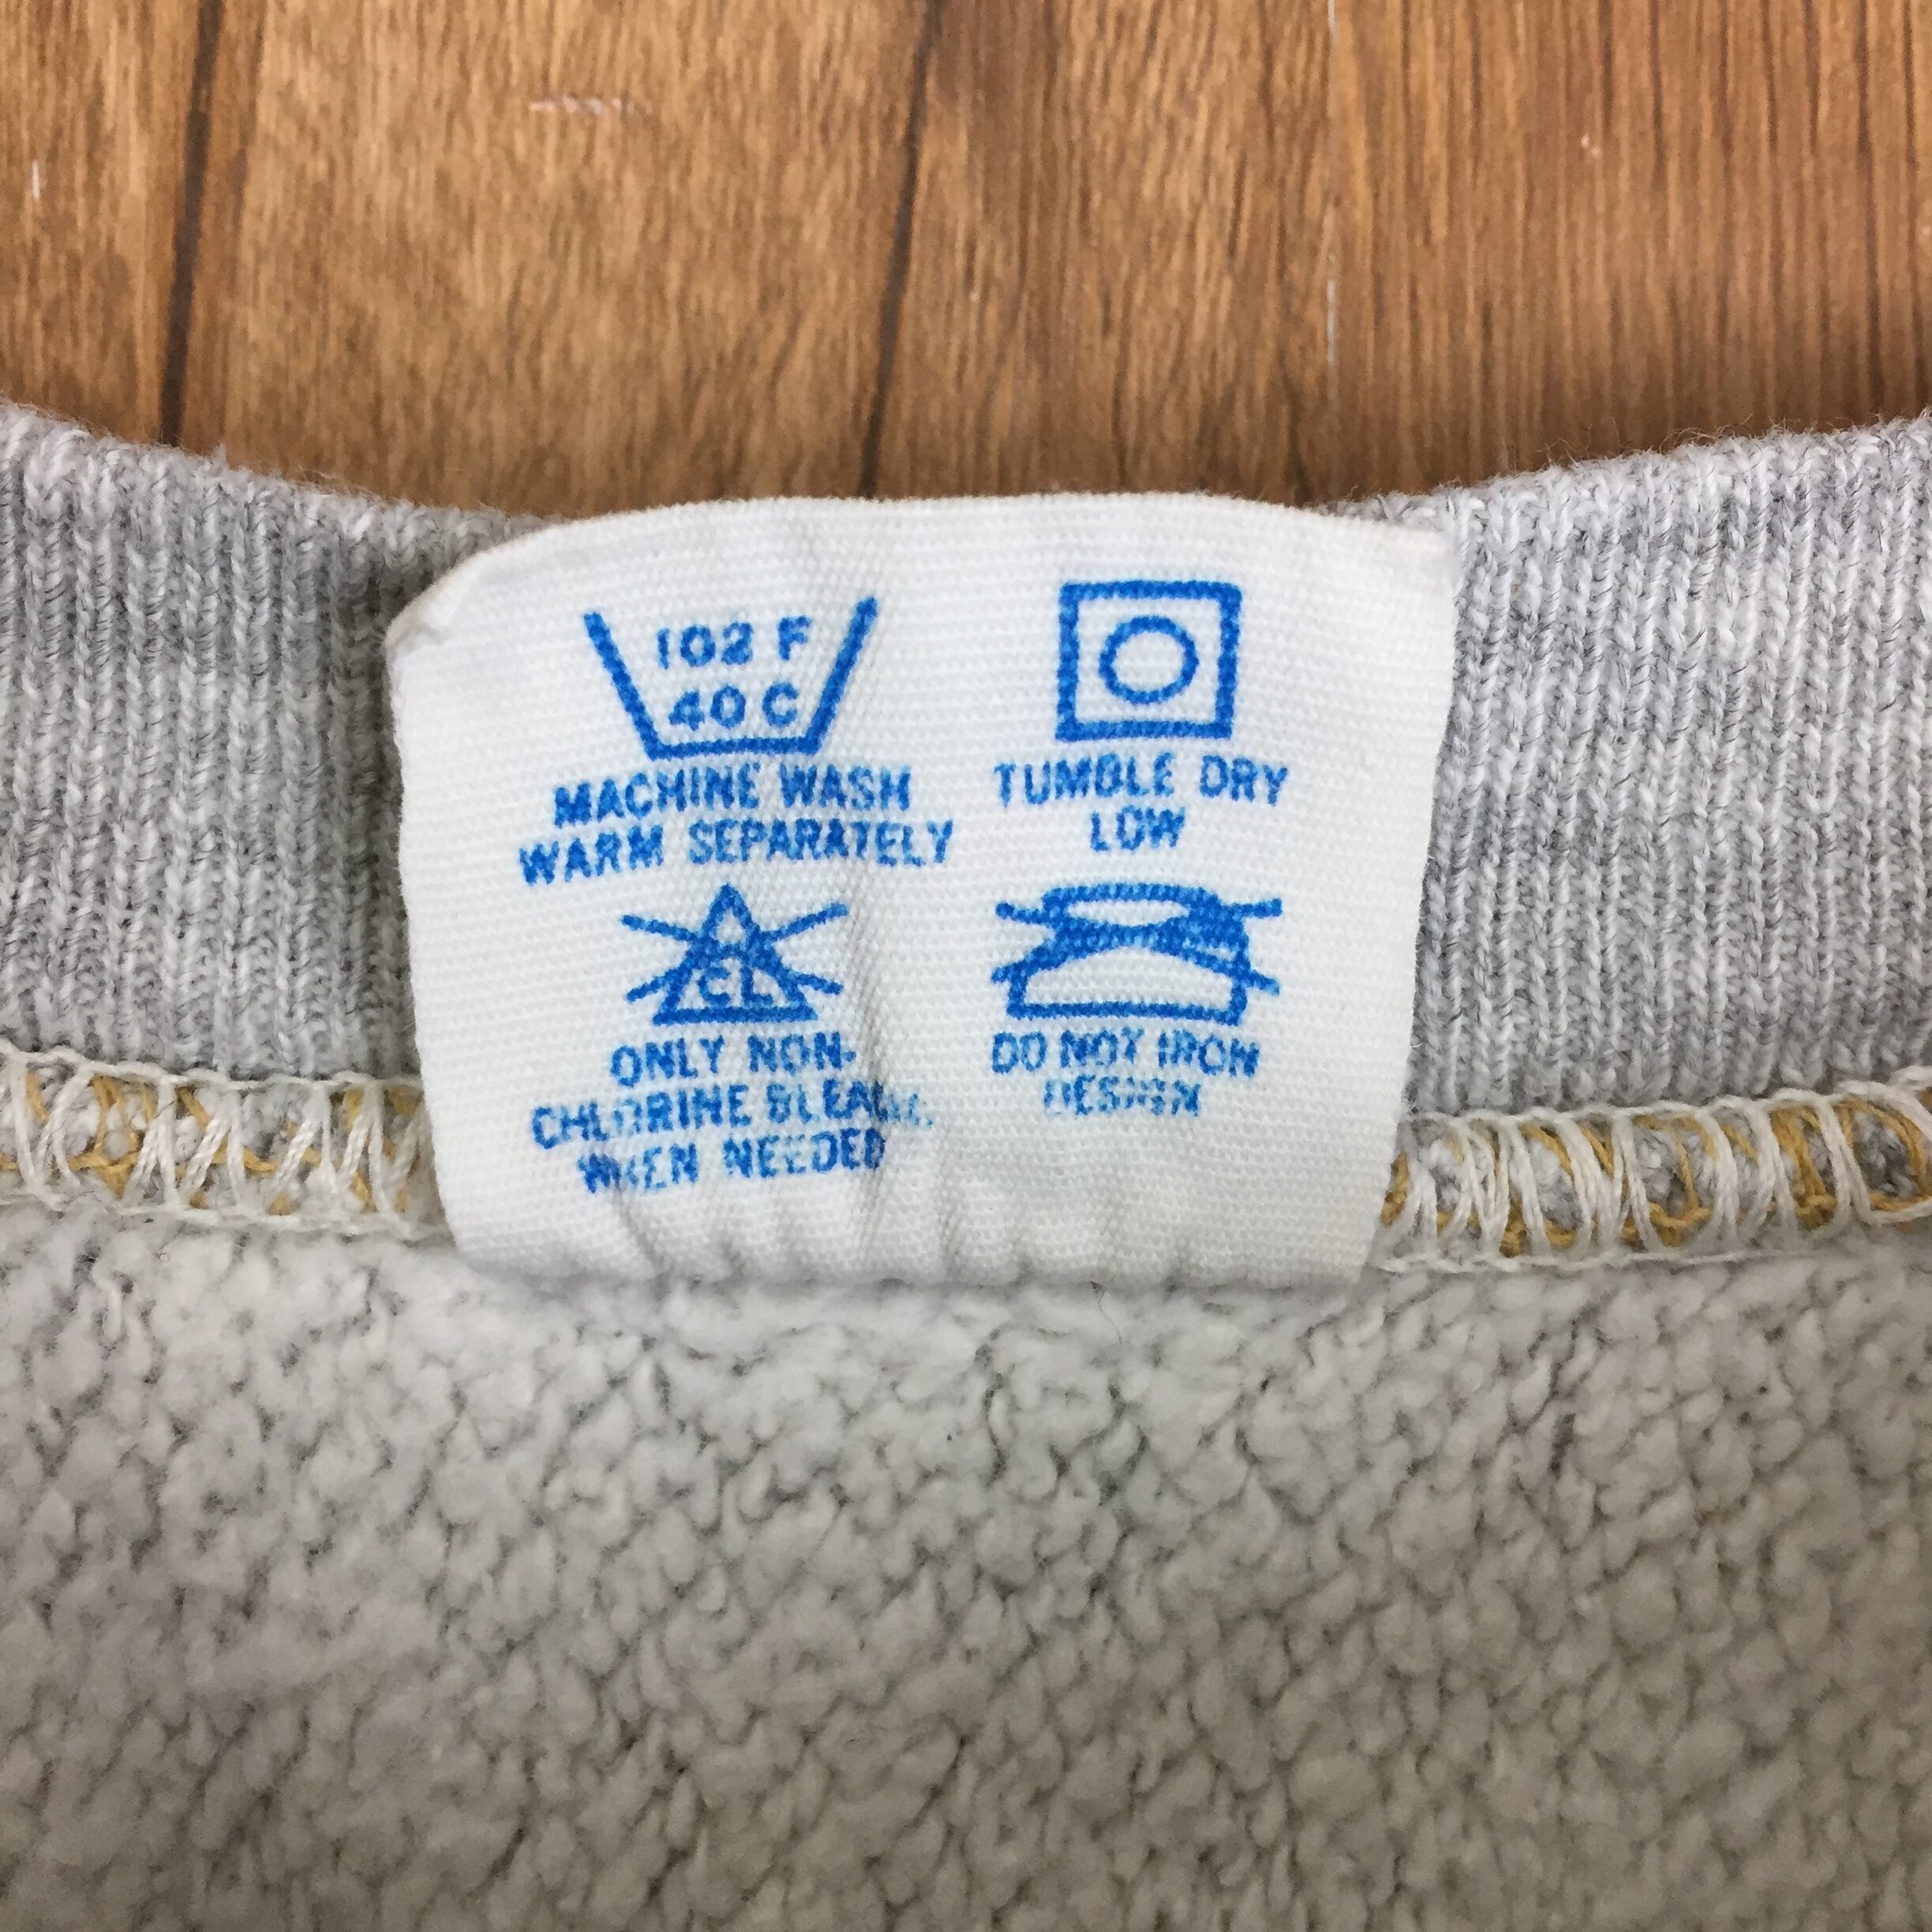 102 F
40 C
MACHINE WASH
WARM SEPARATELY
TUMBLE DRY
LOW
CL
ONLY NON-
CHLORINE BLEACH,
WHEN NEEDED
DO NOT IRON
DESIGN